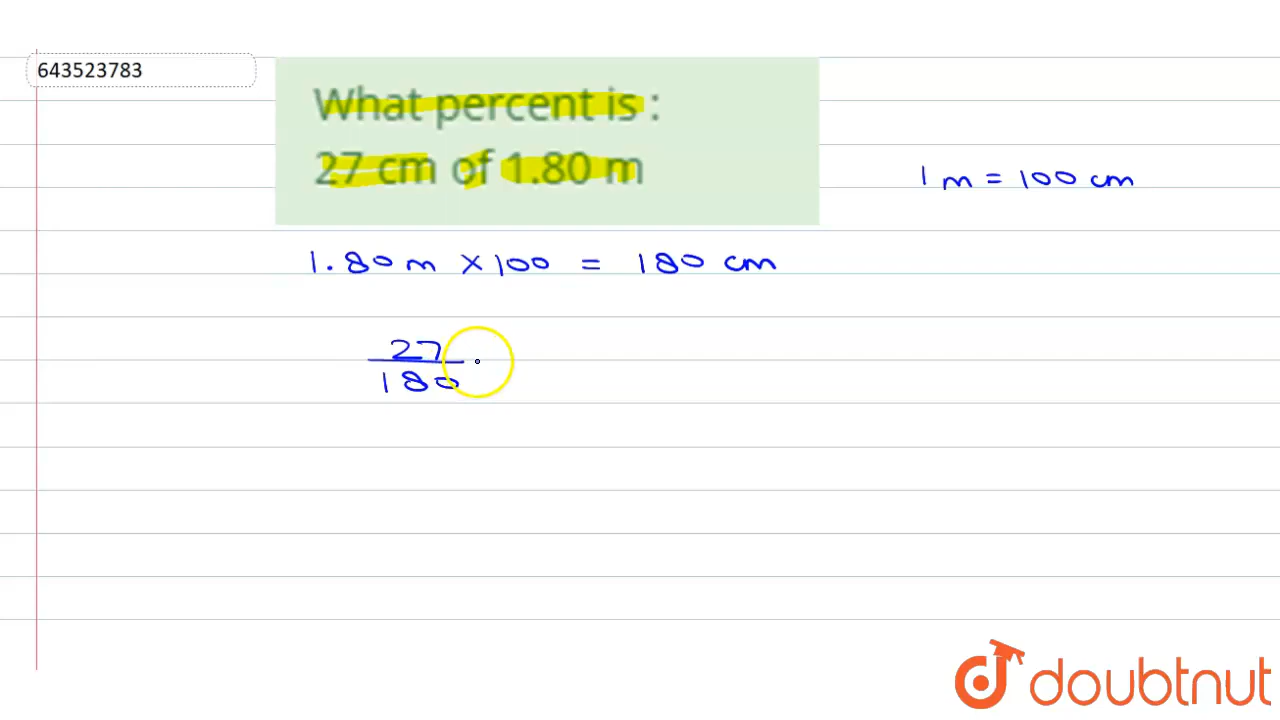 643523783
What percent is :
27 cm of 1.80 m
1 m = 100 cm
1.80 m × 100 = 180 cm
27
180
doubtnut